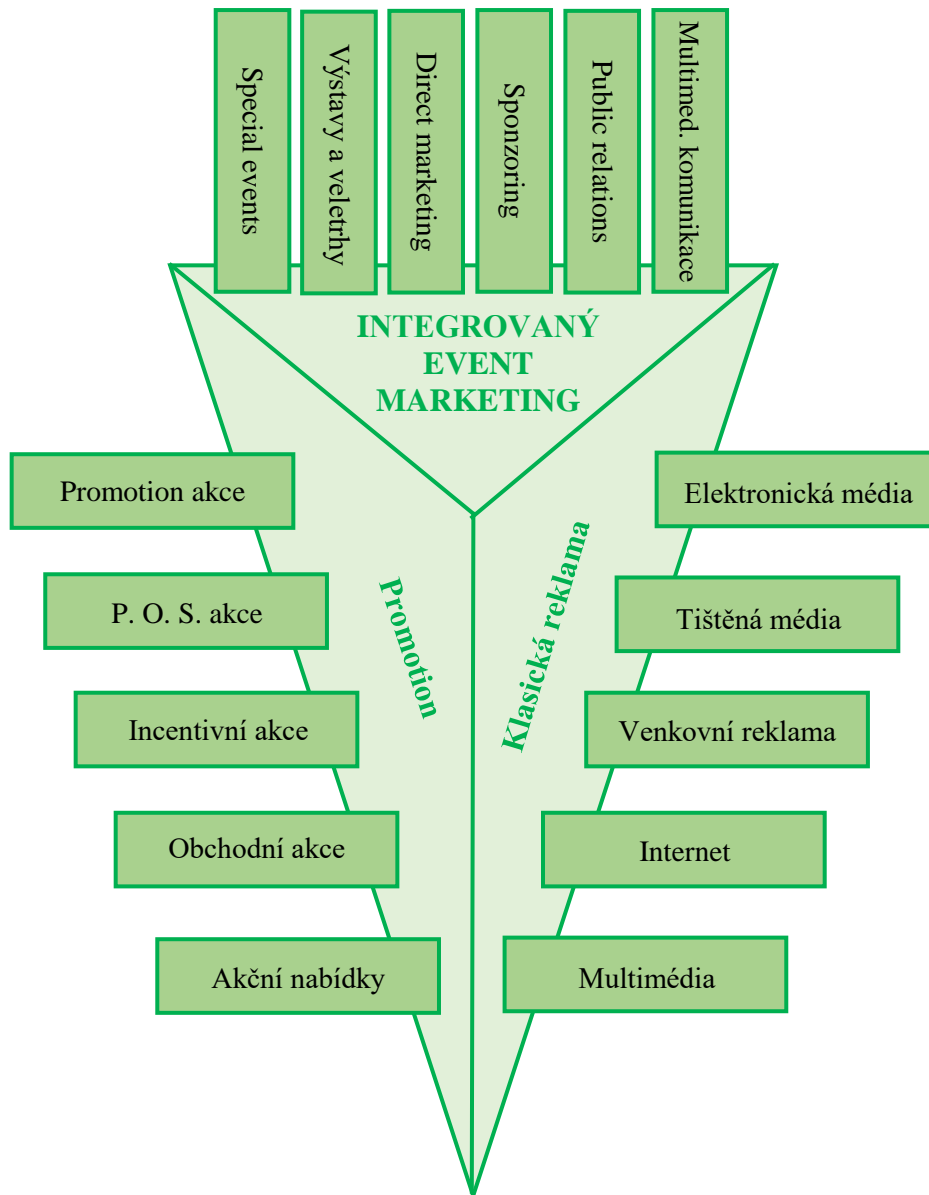 Special events
Výstavy a veletrhy
Direct marketing
Sponzoring
Public relations
Multimed. komunikace
INTEGROVANÝ
EVENT
MARKETING
Promotion akce
P. O. S. akce
Incentivní akce
Obchodní akce
Akční nabídky
Promotion
Klasická reklama
Elektronická média
Tištěná média
Venkovní reklama
Internet
Multimédia